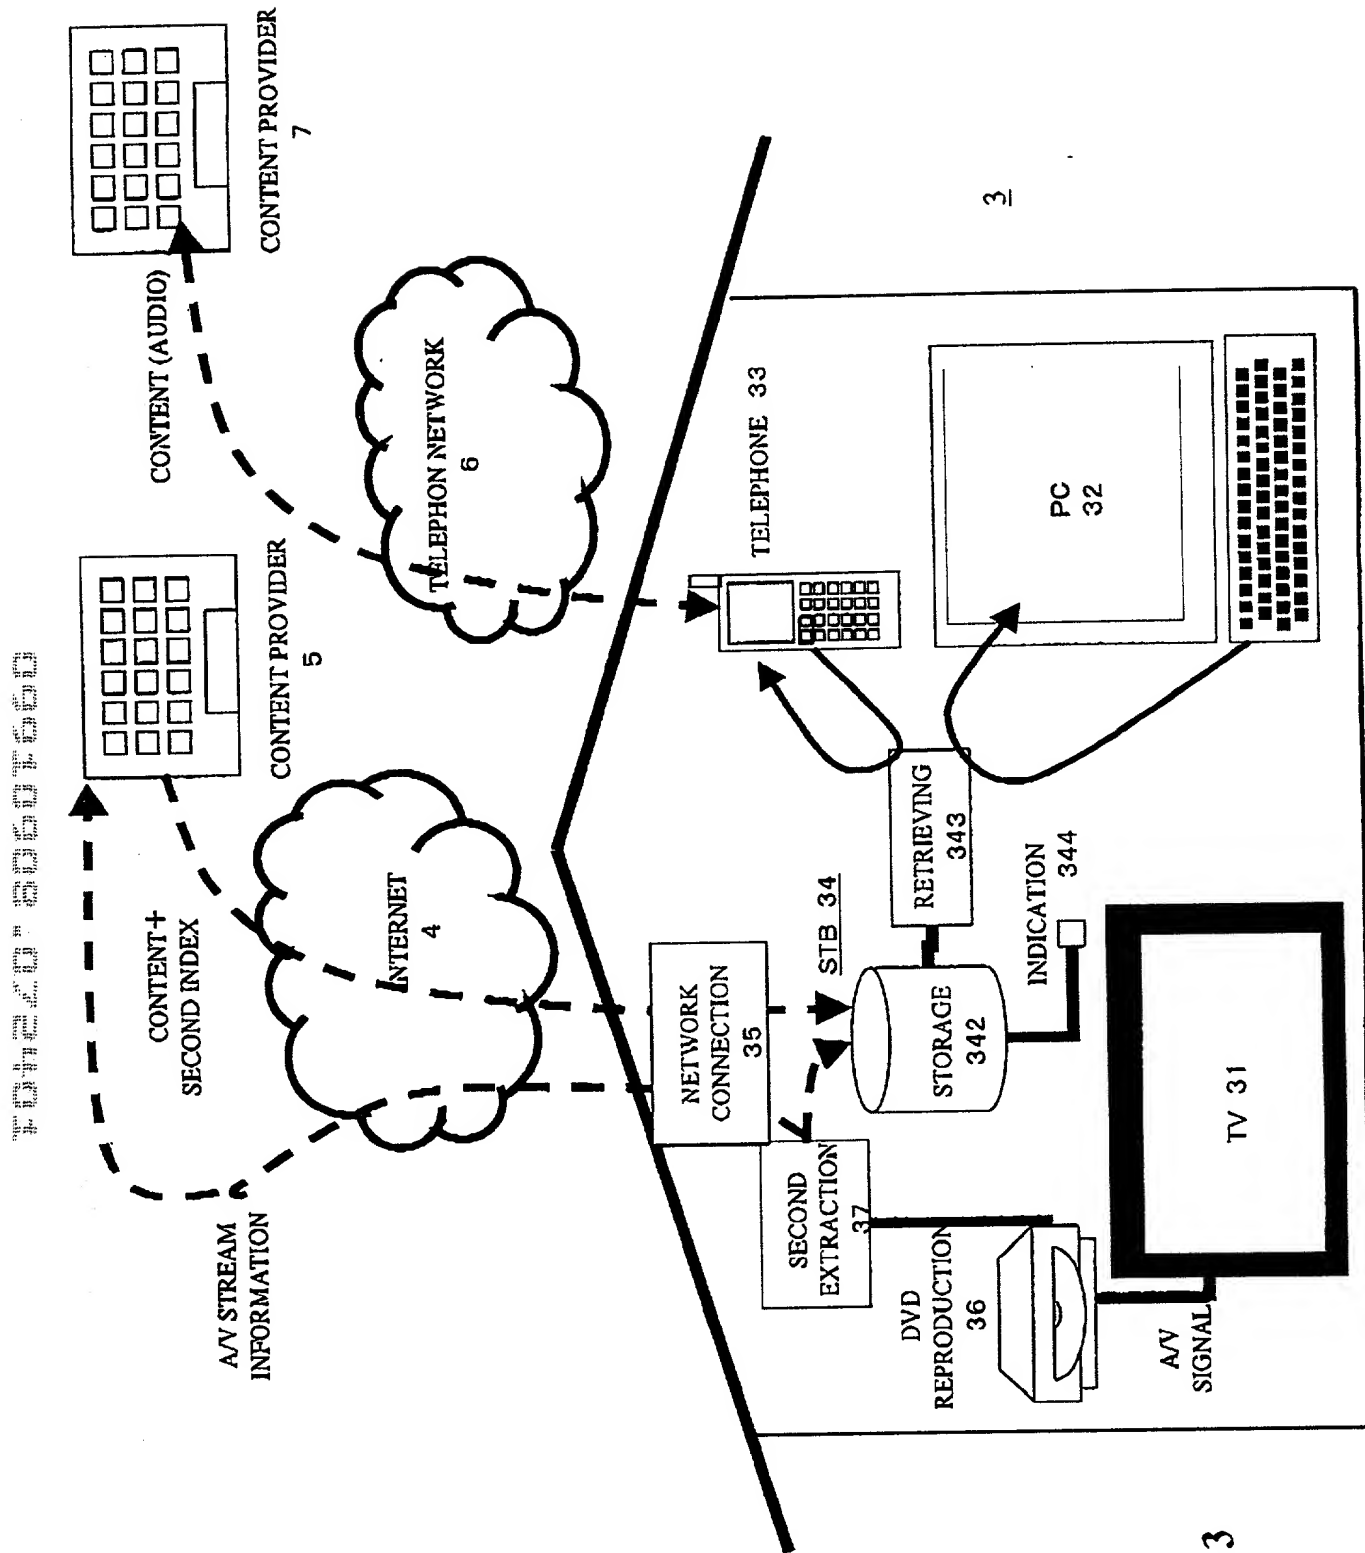 CONTENT PROVIDER
7
CONTENT (AUDIO)
CONTENT PROVIDER
5
CONTENT+
SECOND INDEX
A/V STREAM
INFORMATION
TELEPHON NETWORK
6
INTERNET
4
3
TELEPHONE 33
PC
32
NETWORK
CONNECTION
35
STB 34
RETRIEVING
343
STORAGE
342
INDICATION
344
SECOND
EXTRACTION
37
DVD
REPRODUCTION
36
A/V
SIGNAL
TV 31
3